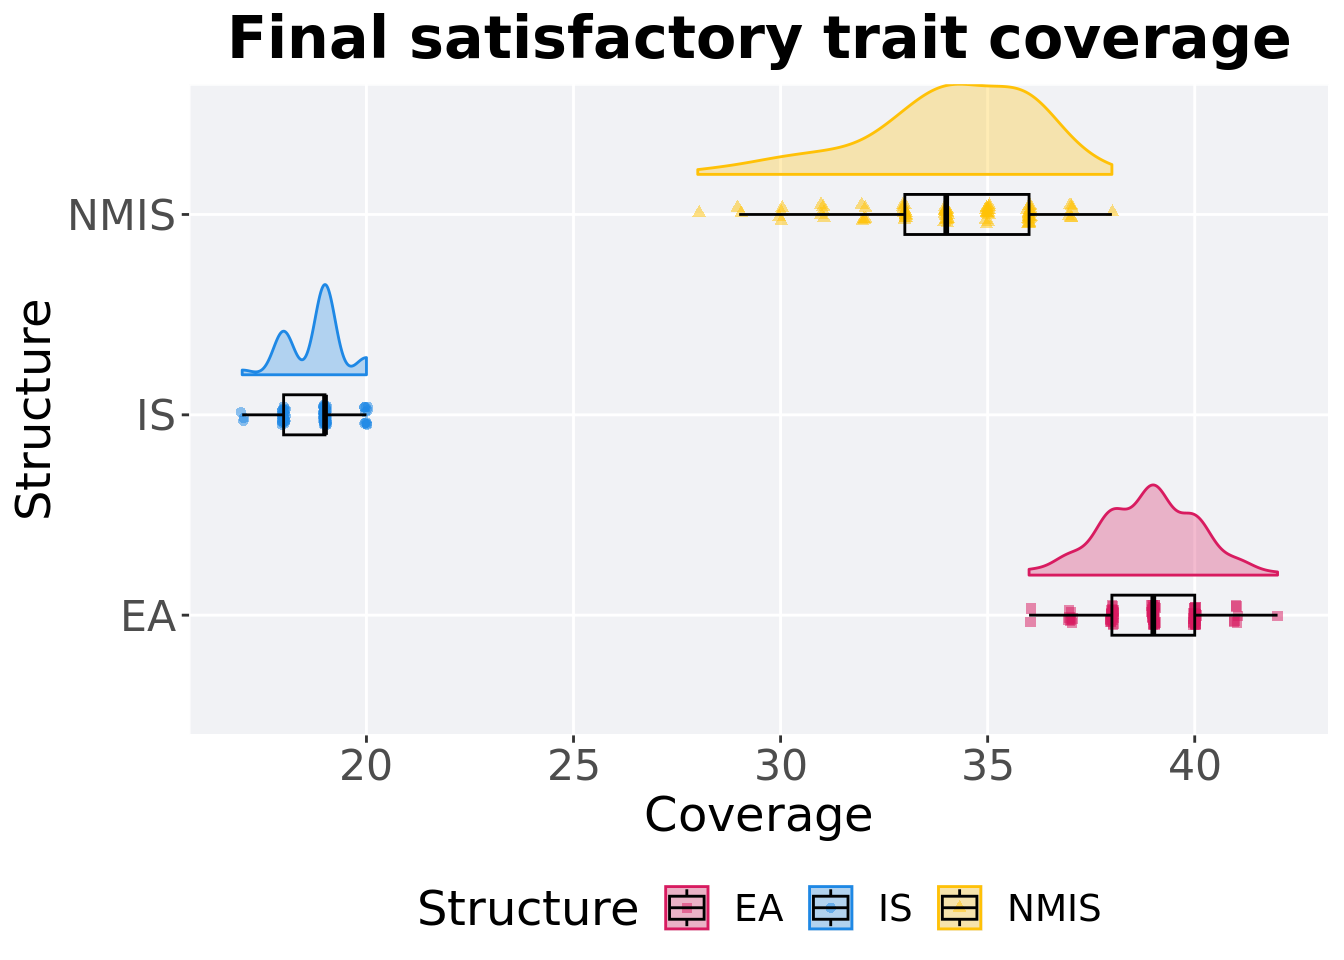 Final satisfactory trait coverage
Structure
NMIS
IS
EA
20 25 30 35 40
Coverage
Structure EA IS NMIS